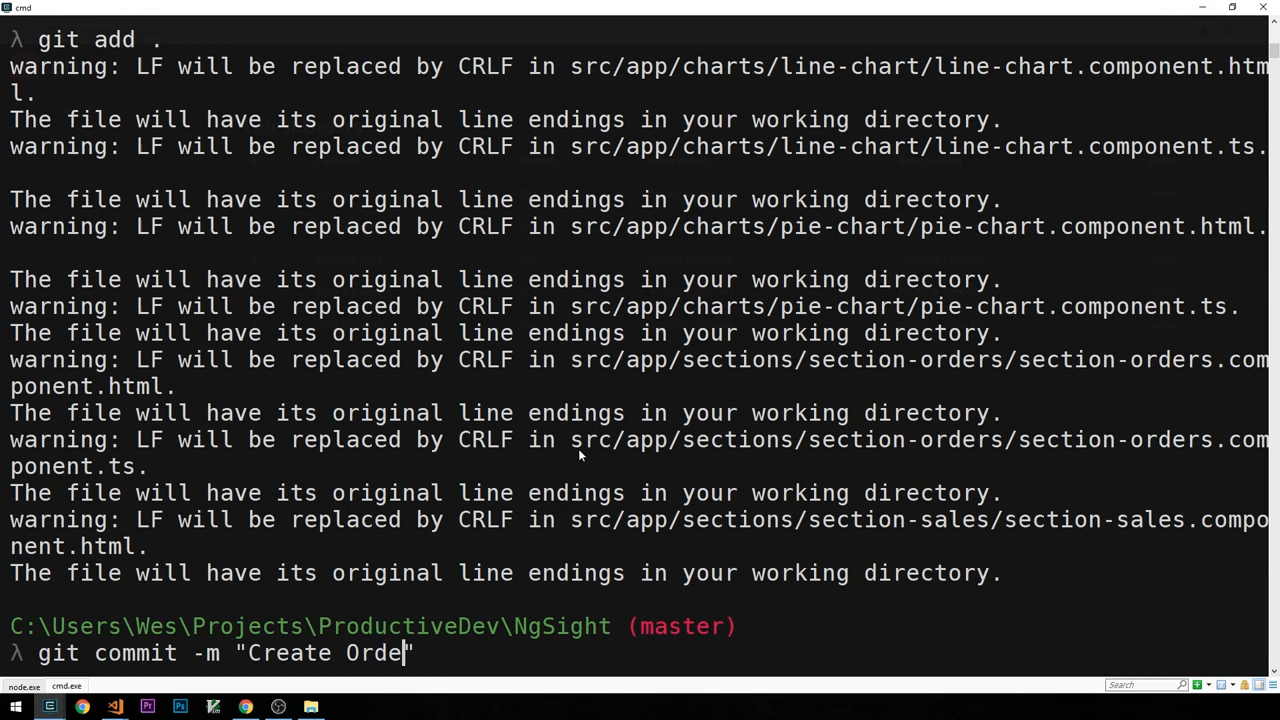 cmd
λ git add .
warning: LF will be replaced by CRLF in src/app/charts/line-chart/line-chart.component.htm
l.
The file will have its original line endings in your working directory.
warning: LF will be replaced by CRLF in src/app/charts/line-chart/line-chart.component.ts.
The file will have its original line endings in your working directory.
warning: LF will be replaced by CRLF in src/app/charts/pie-chart/pie-chart.component.html.
The file will have its original line endings in your working directory.
warning: LF will be replaced by CRLF in src/app/charts/pie-chart/pie-chart.component.ts.
The file will have its original line endings in your working directory.
warning: LF will be replaced by CRLF in src/app/sections/section-orders/section-orders.com
ponent.html.
The file will have its original line endings in your working directory.
warning: LF will be replaced by CRLF in src/app/sections/section-orders/section-orders.com
ponent.ts.
The file will have its original line endings in your working directory.
warning: LF will be replaced by CRLF in src/app/sections/section-sales/section-sales.compo
nent.html.
The file will have its original line endings in your working directory.
C:\Users\Wes\Projects\ProductiveDev\NgSight (master)
λ git commit -m "Create Orde"
node.exe cmd.exe Search
Pr Ps